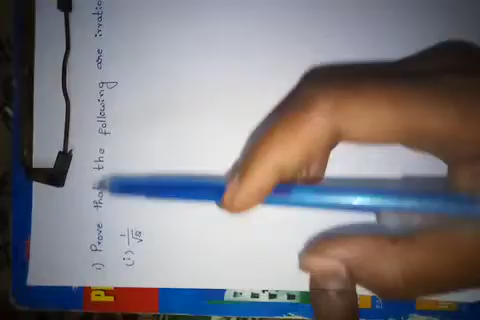 1) Prove that the following are irratio
(i) 1/√2